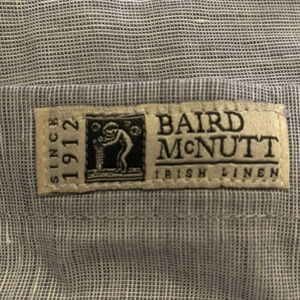 SINCE
1912
BAIRD
McNUTT
IRISH LINEN